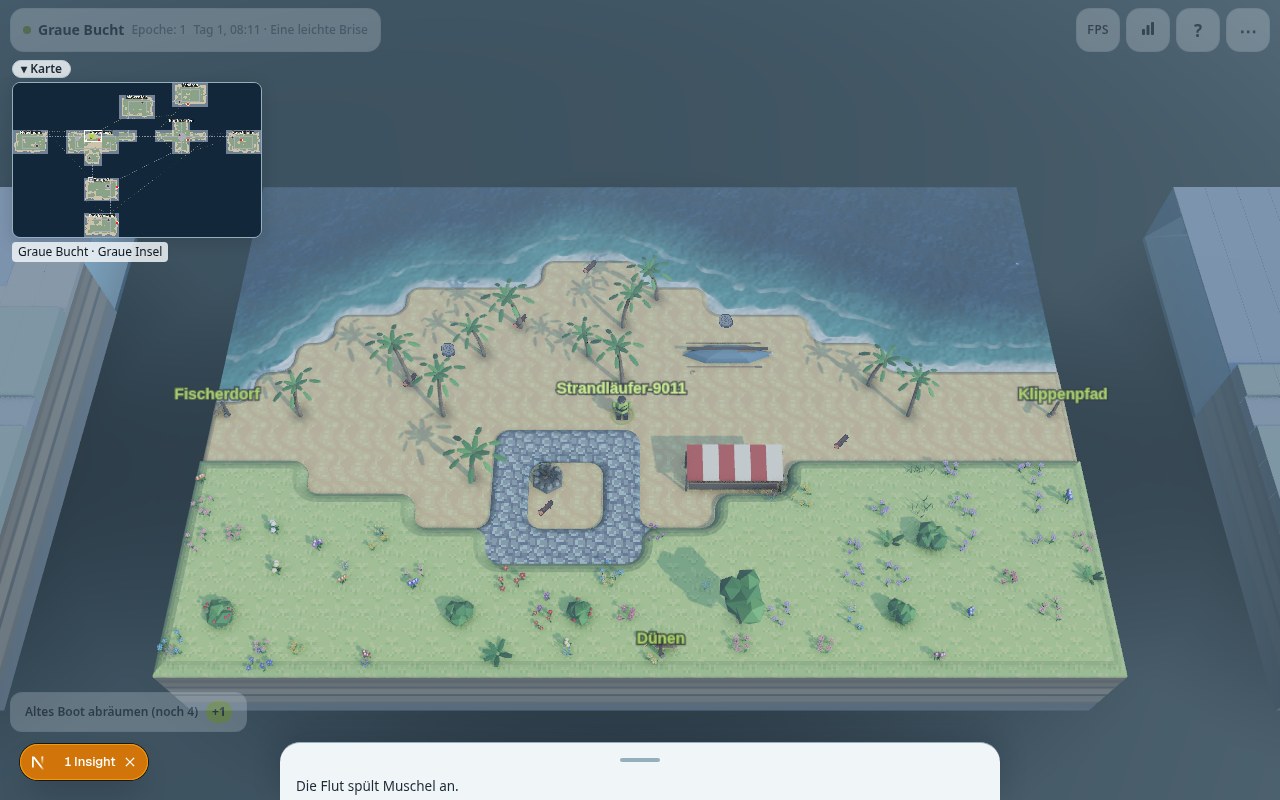 Graue Bucht Epoche: 1 Tag 1, 08:11 · Eine leichte Brise
FPS
?
...
▾ Karte
Graue Bucht · Graue Insel
Fischerdorf
Strandläufer-9011
Klippenpfad
Dünen
Altes Boot abräumen (noch 4) +1
N 1 Insight ×
Die Flut spült Muschel an.